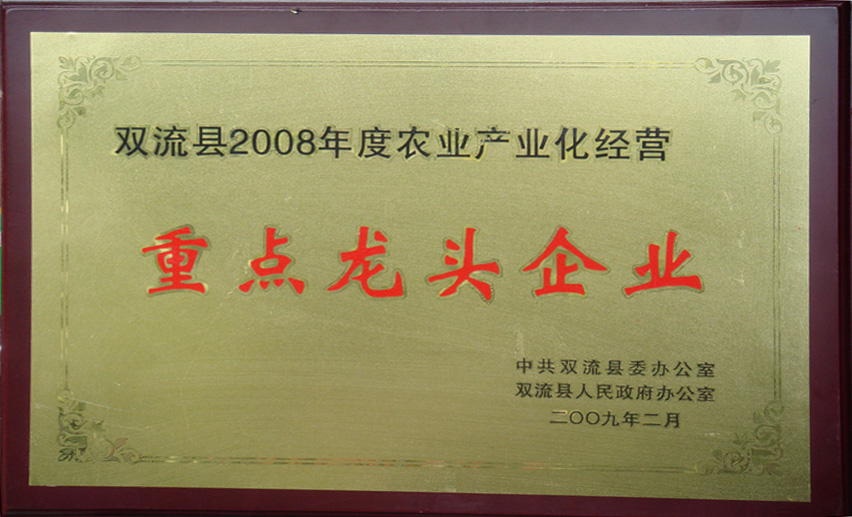 双流县2008年度农业产业化经营
重点龙头企业
中共双流县委办公室
双流县人民政府办公室
二〇〇九年二月